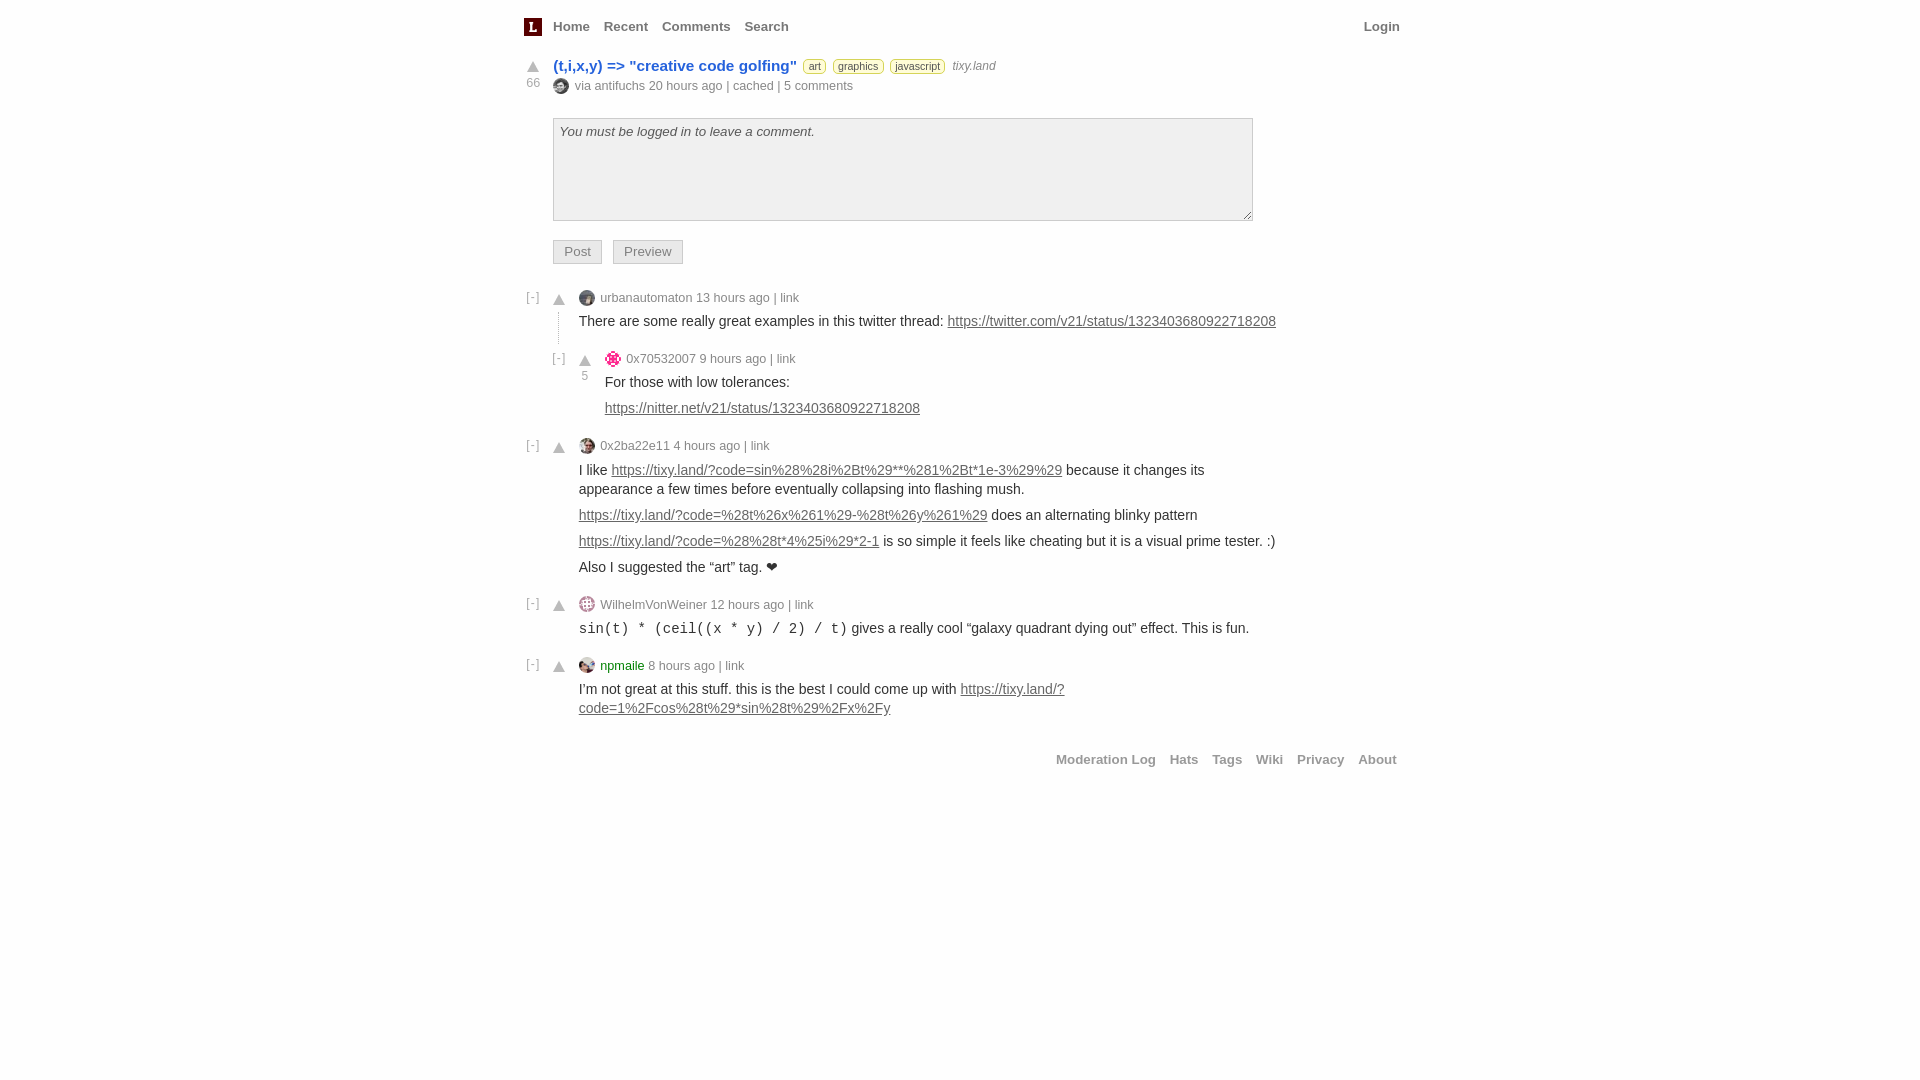 L Home Recent Comments Search Login
(t,i,x,y) => "creative code golfing" art graphics javascript tixy.land
66
via antifuchs 20 hours ago | cached | 5 comments
You must be logged in to leave a comment.
Post Preview
[-] urbanautomaton 13 hours ago | link
There are some really great examples in this twitter thread: https://twitter.com/v21/status/1323403680922718208
[-] 0x70532007 9 hours ago | link
5
For those with low tolerances:
https://nitter.net/v21/status/1323403680922718208
[-] 0x2ba22e11 4 hours ago | link
I like https://tixy.land/?code=sin%28%28i%2Bt%29**%281%2Bt*1e-3%29%29 because it changes its
appearance a few times before eventually collapsing into flashing mush.
https://tixy.land/?code=%28t%26x%261%29-%28t%26y%261%29 does an alternating blinky pattern
https://tixy.land/?code=%28%28t*4%25i%29*2-1 is so simple it feels like cheating but it is a visual prime tester. :)
Also I suggested the “art” tag. ❤
[-] WilhelmVonWeiner 12 hours ago | link
sin(t) * (ceil((x * y) / 2) / t) gives a really cool “galaxy quadrant dying out” effect. This is fun.
[-] npmaile 8 hours ago | link
I’m not great at this stuff. this is the best I could come up with https://tixy.land/?
code=1%2Fcos%28t%29*sin%28t%29%2Fx%2Fy
Moderation Log Hats Tags Wiki Privacy About